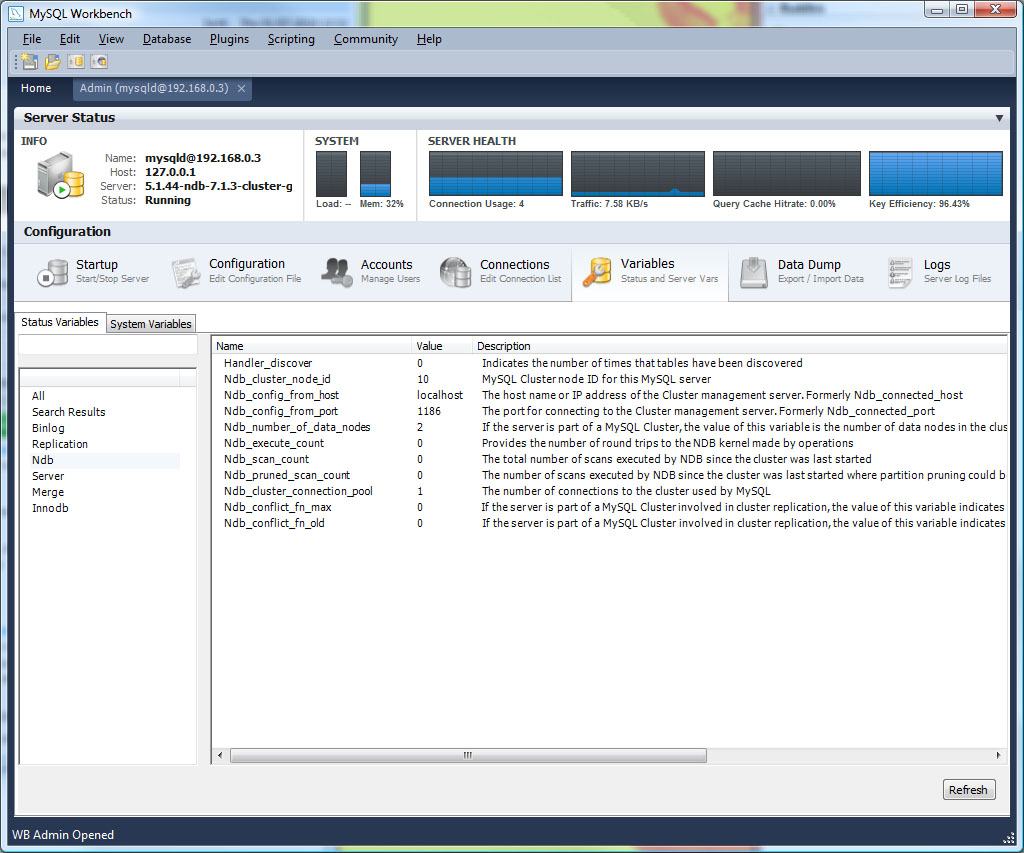 MySQL Workbench
File Edit View Database Plugins Scripting Community Help
Home Admin (mysqld@192.168.0.3)
Server Status
INFO
Name: mysqld@192.168.0.3
Host: 127.0.0.1
Server: 5.1.44-ndb-7.1.3-cluster-g
Status: Running
SYSTEM
Load: -- Mem: 32%
SERVER HEALTH
Connection Usage: 4 Traffic: 7.58 KB/s Query Cache Hitrate: 0.00% Key Efficiency: 96.43%
Configuration
Startup
Start/Stop Server
Configuration
Edit Configuration File
Accounts
Manage Users
Connections
Edit Connection List
Variables
Status and Server Vars
Data Dump
Export / Import Data
Logs
Server Log Files
Status Variables System Variables
All
Search Results
Binlog
Replication
Ndb
Server
Merge
Innodb
Name Value Description
Handler_discover 0 Indicates the number of times that tables have been discovered
Ndb_cluster_node_id 10 MySQL Cluster node ID for this MySQL server
Ndb_config_from_host localhost The host name or IP address of the Cluster management server. Formerly Ndb_connected_host
Ndb_config_from_port 1186 The port for connecting to the Cluster management server. Formerly Ndb_connected_port
Ndb_number_of_data_nodes 2 If the server is part of a MySQL Cluster, the value of this variable is the number of data nodes in the clus
Ndb_execute_count 0 Provides the number of round trips to the NDB kernel made by operations
Ndb_scan_count 0 The total number of scans executed by NDB since the cluster was last started
Ndb_pruned_scan_count 0 The number of scans executed by NDB since the cluster was last started where partition pruning could b
Ndb_cluster_connection_pool 1 The number of connections to the cluster used by MySQL
Ndb_conflict_fn_max 0 If the server is part of a MySQL Cluster involved in cluster replication, the value of this variable indicates
Ndb_conflict_fn_old 0 If the server is part of a MySQL Cluster involved in cluster replication, the value of this variable indicates
Refresh
WB Admin Opened